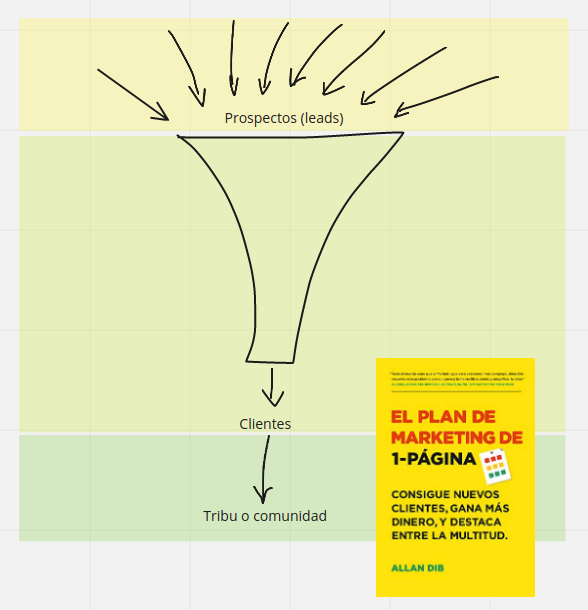 Prospectos (leads)
Clientes
Tribu o comunidad
EL PLAN DE
MARKETING DE
1-PÁGINA
CONSIGUE NUEVOS
CLIENTES, GANA MÁS
DINERO, Y DESTACA
ENTRE LA MULTITUD.
ALLAN DIB